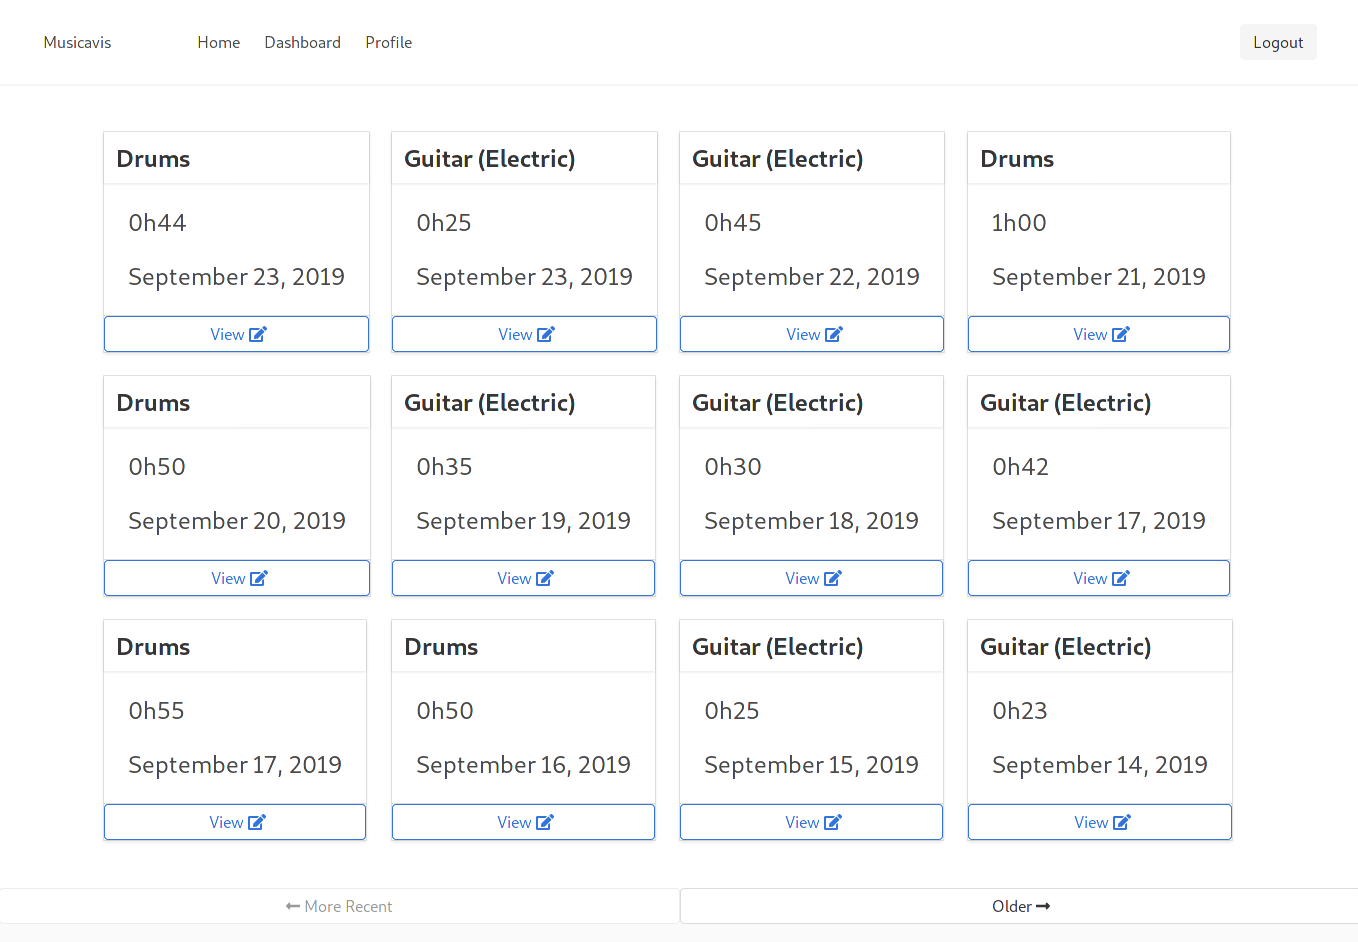 Musicavis Home Dashboard Profile Logout
Drums Guitar (Electric) Guitar (Electric) Drums
0h44 0h25 0h45 1h00
September 23, 2019 September 23, 2019 September 22, 2019 September 21, 2019
View View View View
Drums Guitar (Electric) Guitar (Electric) Guitar (Electric)
0h50 0h35 0h30 0h42
September 20, 2019 September 19, 2019 September 18, 2019 September 17, 2019
View View View View
Drums Drums Guitar (Electric) Guitar (Electric)
0h55 0h50 0h25 0h23
September 17, 2019 September 16, 2019 September 15, 2019 September 14, 2019
View View View View
More Recent Older